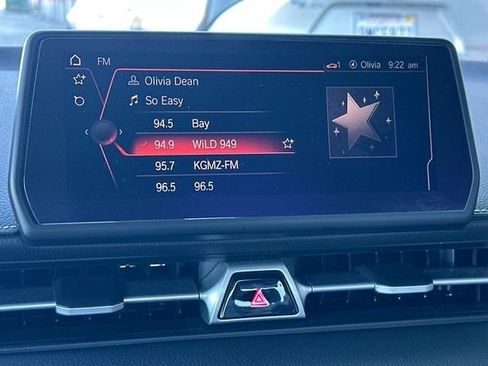 FM
1 Olivia 9:22 am
Olivia Dean
So Easy
94.5 Bay
94.9 WiLD 949
95.7 KGMZ-FM
96.5 96.5